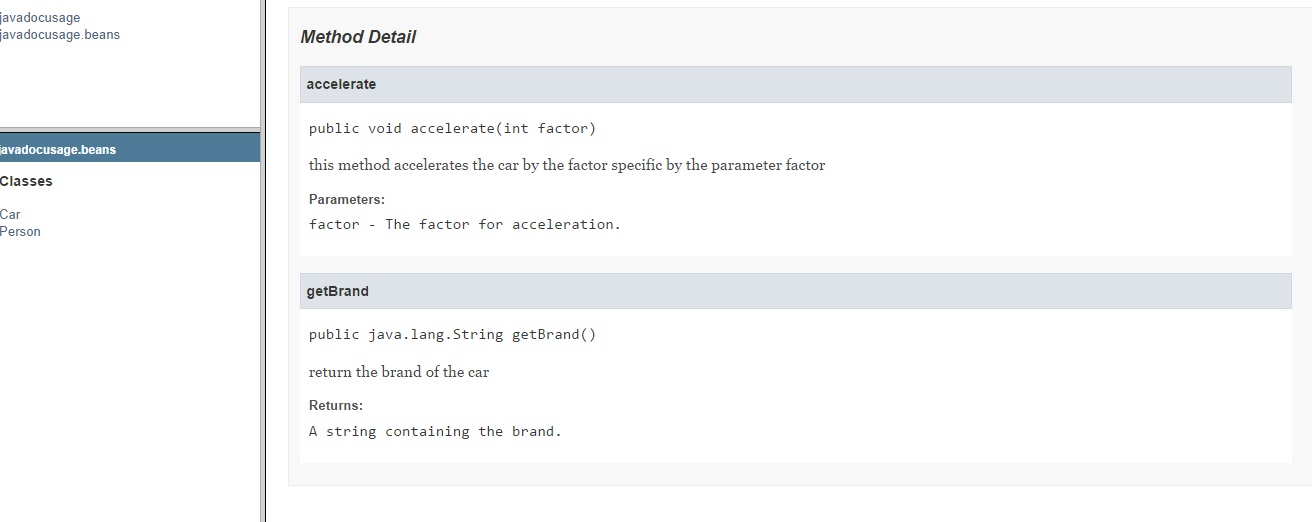 javadocusage
javadocusage.beans
javadocusage.beans
Classes
Car
Person
Method Detail
accelerate
public void accelerate(int factor)
this method accelerates the car by the factor specific by the parameter factor
Parameters:
factor - The factor for acceleration.
getBrand
public java.lang.String getBrand()
return the brand of the car
Returns:
A string containing the brand.